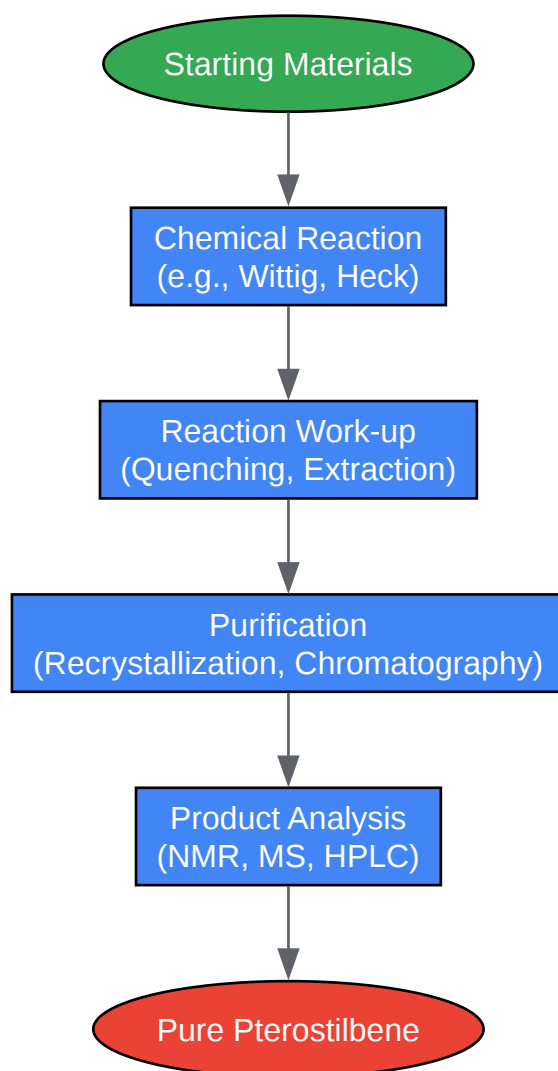 Starting Materials
Chemical Reaction
(e.g., Wittig, Heck)
Reaction Work-up
(Quenching, Extraction)
Purification
(Recrystallization, Chromatography)
Product Analysis
(NMR, MS, HPLC)
Pure Pterostilbene